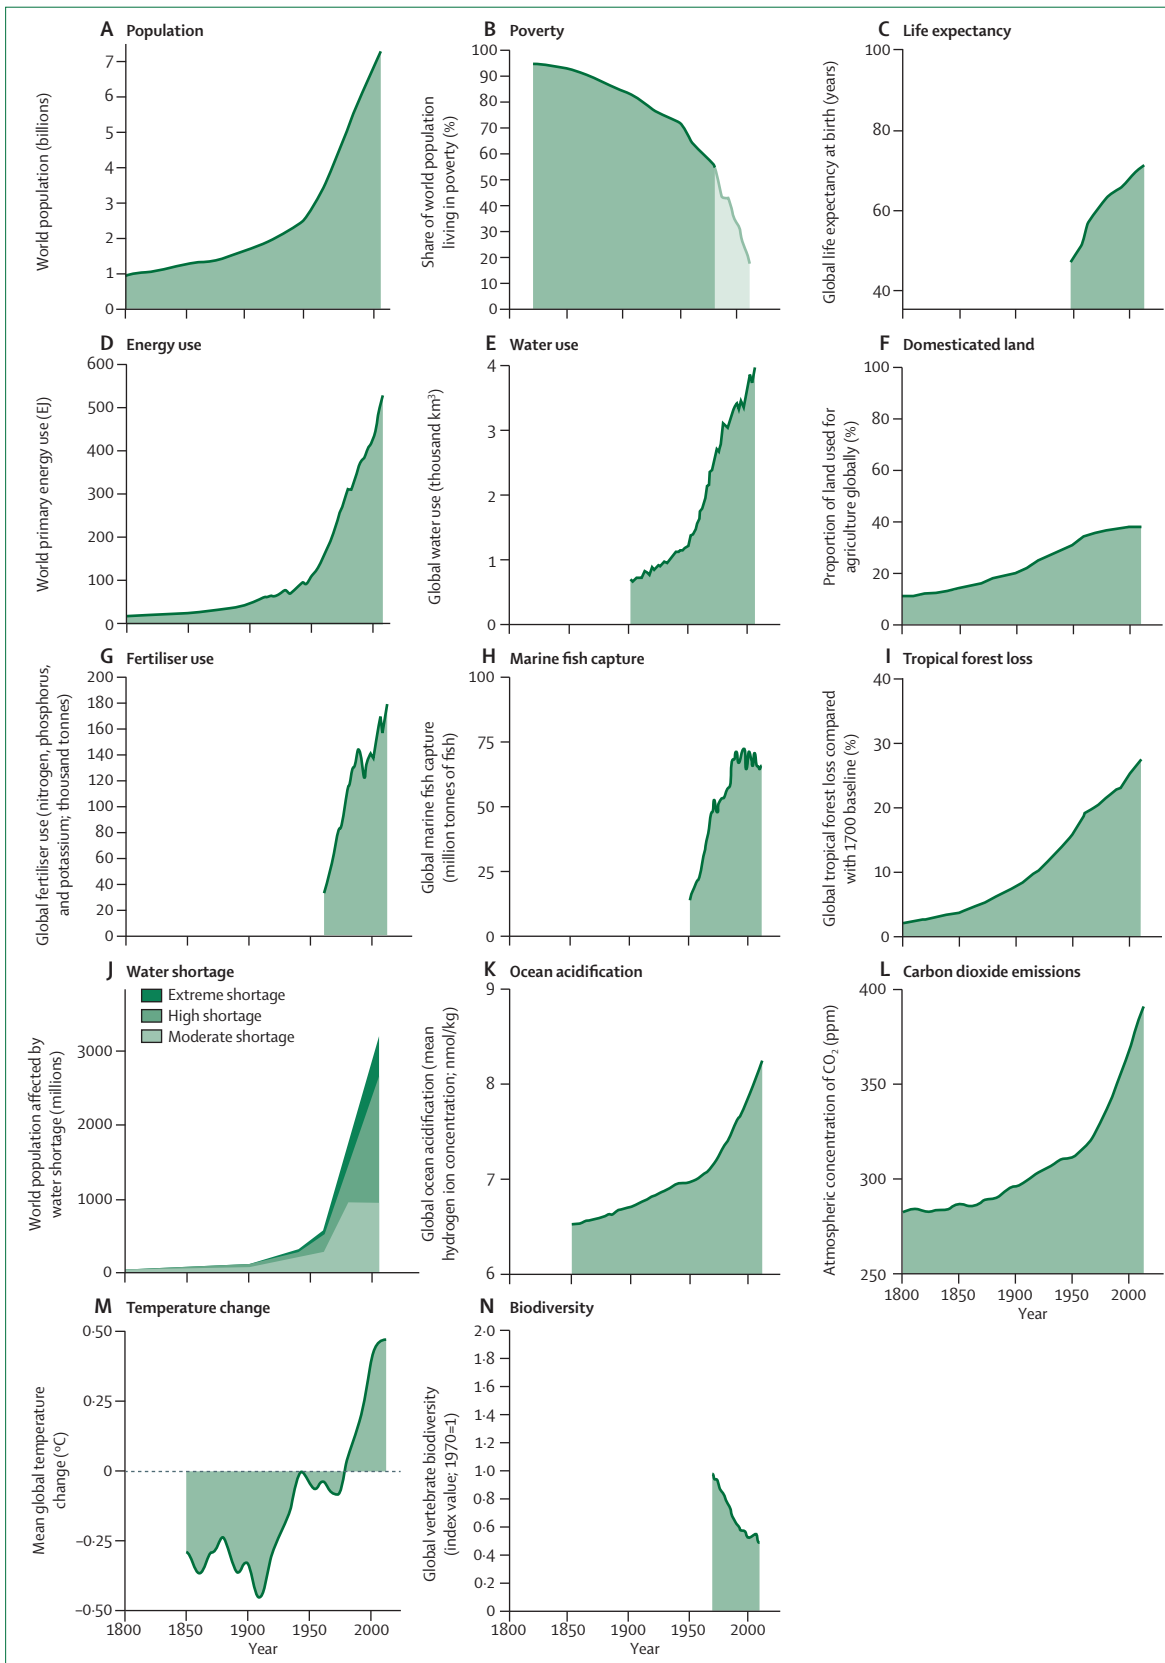 A Population
World population (billions)
7
6
5
4
3
2
1
0
B Poverty
Share of world population
living in poverty (%)
100
90
80
70
60
50
40
30
20
10
0
C Life expectancy
Global life expectancy at birth (years)
100
80
60
40
D Energy use
World primary energy use (EJ)
600
500
400
300
200
100
0
E Water use
Global water use (thousand km³)
4
3
2
1
0
F Domesticated land
Proportion of land used for
agriculture globally (%)
100
80
60
40
20
0
G Fertiliser use
Global fertiliser use (nitrogen, phosphorus,
and potassium; thousand tonnes)
200
180
160
140
120
100
80
60
40
20
0
H Marine fish capture
Global marine fish capture
(million tonnes of fish)
100
75
50
25
0
I Tropical forest loss
Global tropical forest loss compared
with 1700 baseline (%)
40
30
20
10
0
J Water shortage
Extreme shortage
High shortage
Moderate shortage
World population affected by
water shortage (millions)
3000
2000
1000
0
K Ocean acidification
Global ocean acidification (mean
hydrogen ion concentration; nmol/kg)
9
8
7
6
L Carbon dioxide emissions
Atmospheric concentration of CO₂ (ppm)
400
350
300
250
1800 1850 1900 1950 2000
Year
M Temperature change
Mean global temperature
change (°C)
0·50
0·25
0
–0·25
–0·50
1800 1850 1900 1950 2000
Year
N Biodiversity
Global vertebrate biodiversity
(index value; 1970=1)
2·0
1·8
1·6
1·4
1·2
1·0
0·8
0·6
0·4
0·2
0
1800 1850 1900 1950 2000
Year